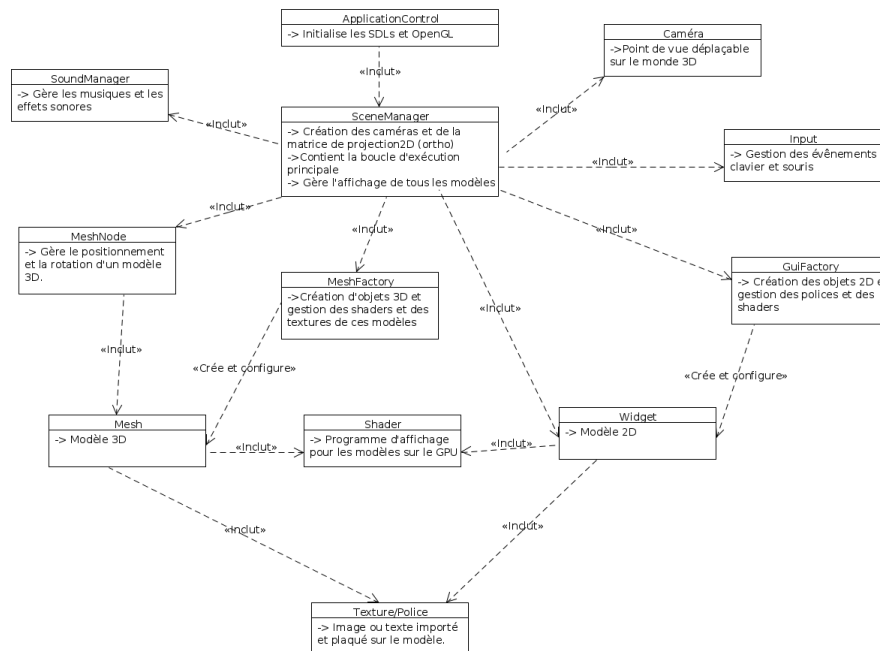 ApplicationControl
-> Initialise les SDLs et OpenGL
«Inclut»
Caméra
->Point de vue déplaçable
sur le monde 3D
«Inclut»
SoundManager
-> Gère les musiques et les
effets sonores
«Inclut»
SceneManager
-> Création des caméras et de la
matrice de projection2D (ortho)
->Contient la boucle d'exécution
principale
-> Gère l'affichage de tous les modèles
«Inclut»
Input
-> Gestion des évênements
clavier et souris
«Inclut»
MeshNode
-> Gère le positionnement
et la rotation d'un modèle
3D.
«Inclut»
«Inclut»
GuiFactory
-> Création des objets 2D e
gestion des polices et des
shaders
MeshFactory
->Création d'objets 3D et
gestion des shaders et des
textures de ces modèles
«Inclut»
«Inclut»
«Crée et configure»
«Crée et configure»
Mesh
-> Modèle 3D
«Inclut»
Shader
-> Programme d'affichage
pour les modèles sur le GPU
«Inclut»
Widget
-> Modèle 2D
«Inclut»
«Inclut»
Texture/Police
-> Image ou texte importé
et plaqué sur le modèle.